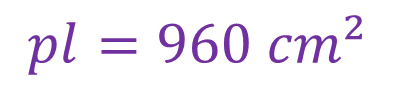 pl = 960 cm²